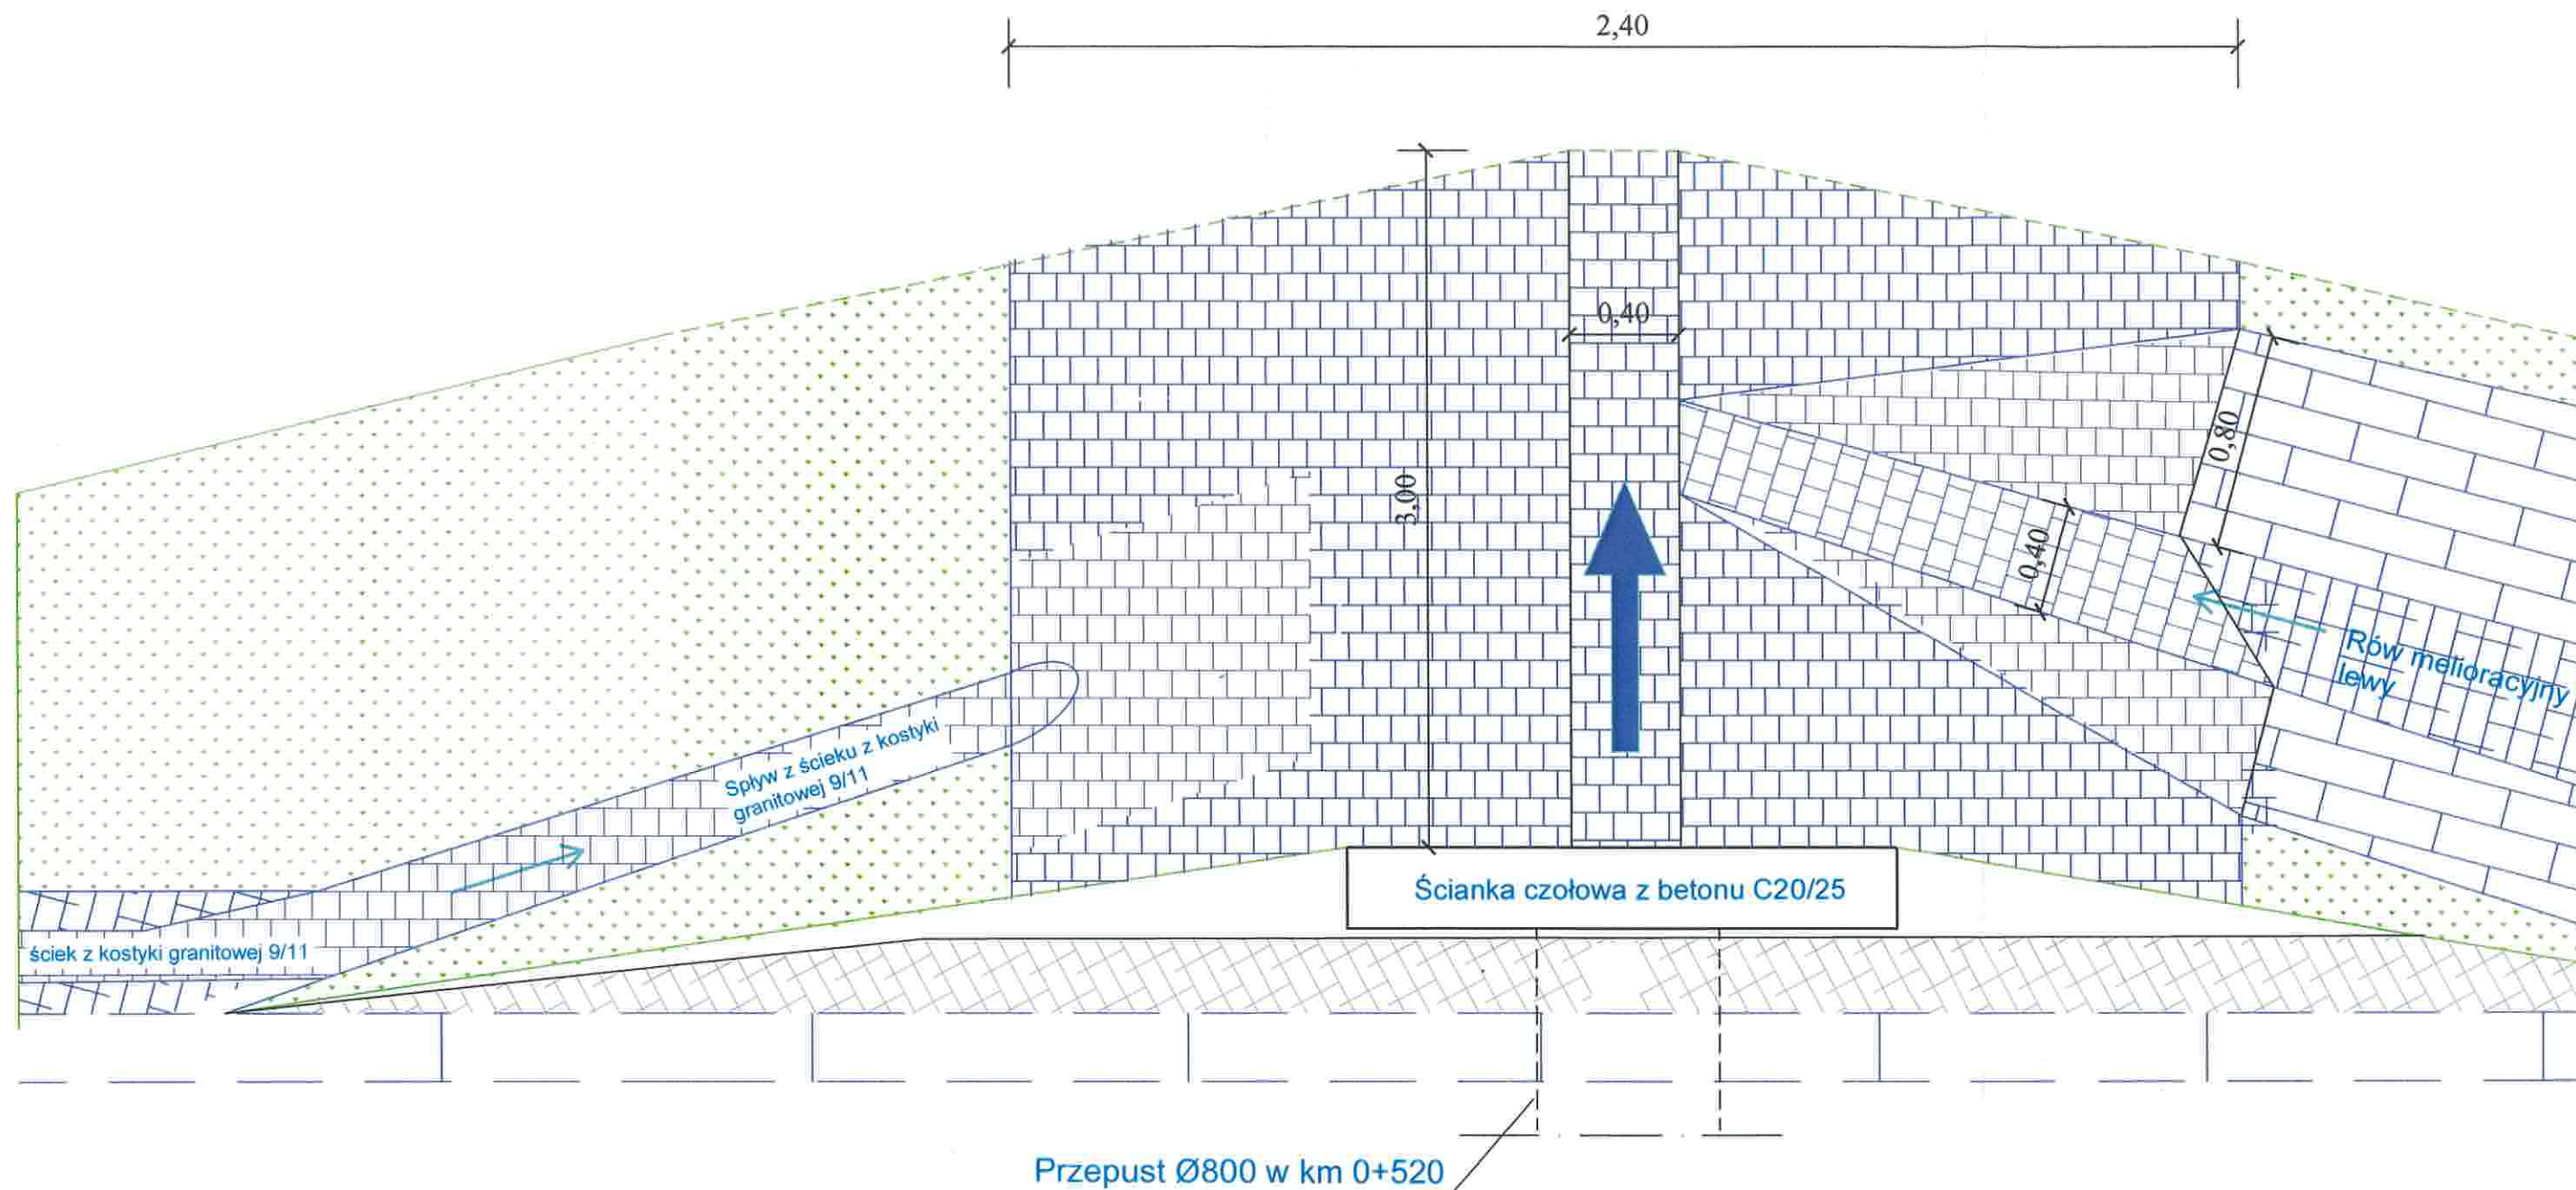 2,40
0,40
3,00
0,80
0,40
Rów melioracyjny
lewy
Spływ z ścieku z kostyki
granitowej 9/11
ściek z kostyki granitowej 9/11
Ścianka czołowa z betonu C20/25
Przepust Ø800 w km 0+520